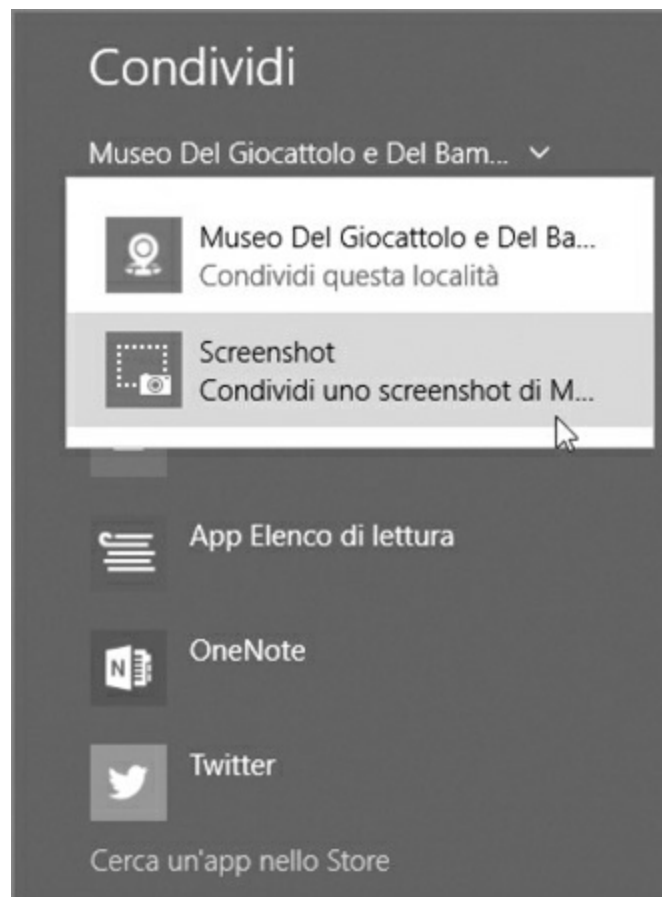 Condividi
Museo Del Giocattolo e Del Bam...
Museo Del Giocattolo e Del Ba...
Condividi questa località
Screenshot
Condividi uno screenshot di M...
App Elenco di lettura
N
OneNote
Twitter
Cerca un'app nello Store